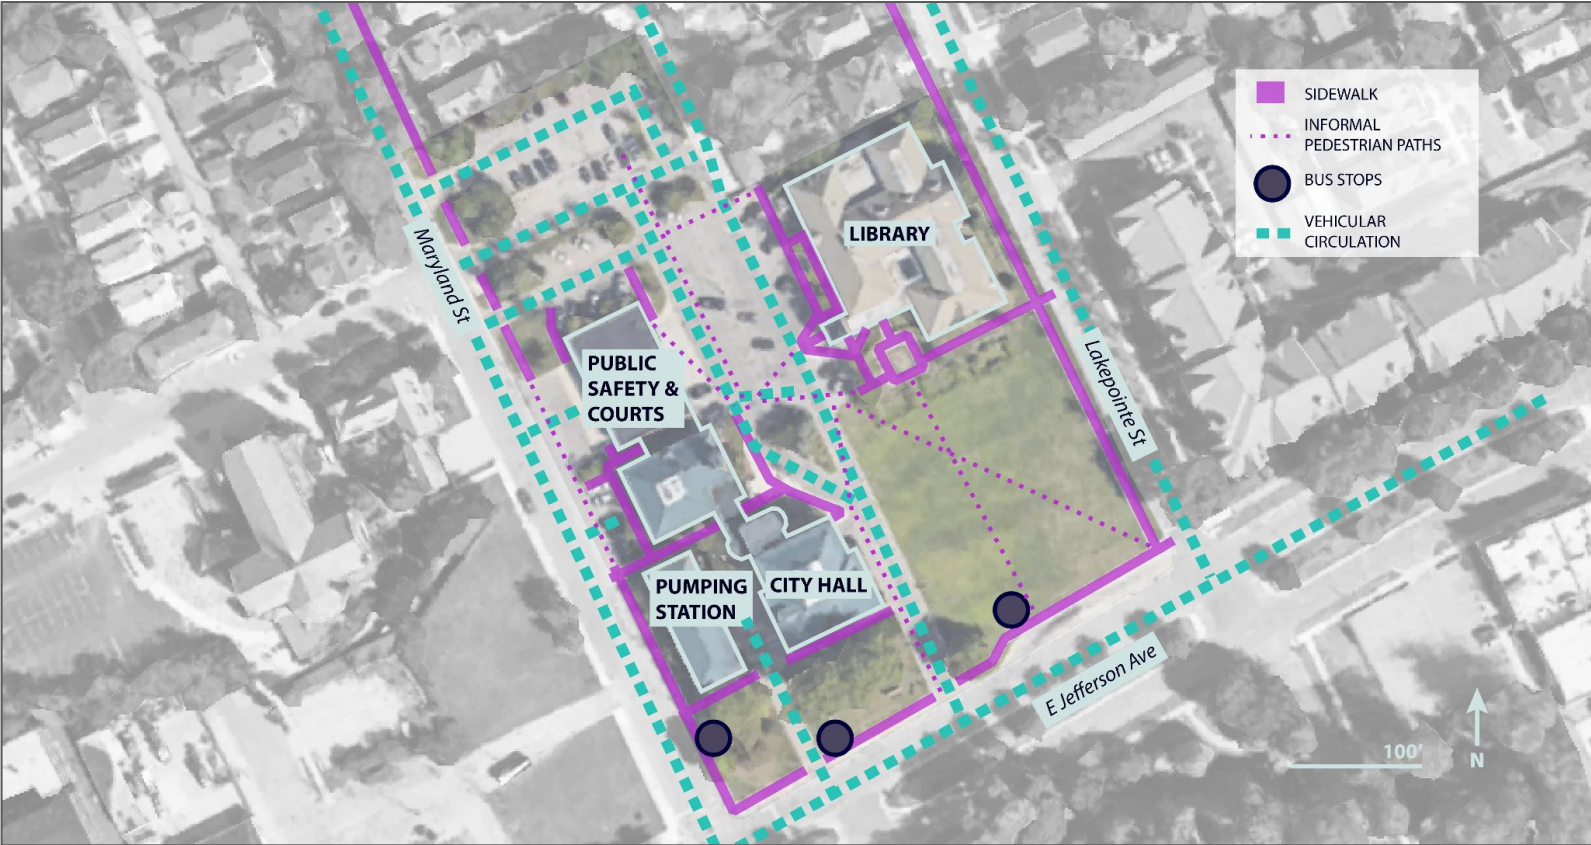 SIDEWALK
INFORMAL
PEDESTRIAN PATHS
BUS STOPS
VEHICULAR
CIRCULATION
LIBRARY
Maryland St
PUBLIC
SAFETY &
COURTS
Lakepointe St
PUMPING
STATION
CITY HALL
E Jefferson Ave
100'
N